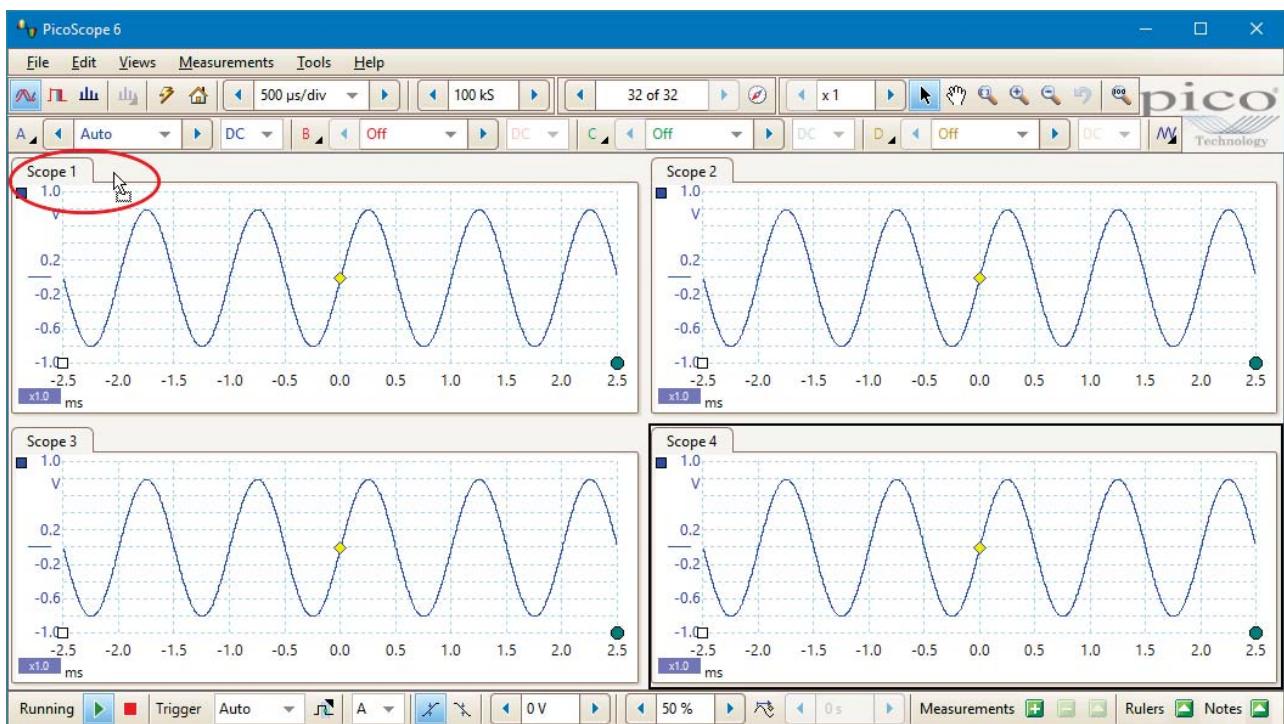 PicoScope 6
File Edit Views Measurements Tools Help
500 µs/div 100 kS 32 of 32 x 1
pico
Technology
A Auto DC B Off DC C Off DC D Off DC
Scope 1
1.0
V
0.2
-0.2
-0.6
-1.0
-2.5 -2.0 -1.5 -1.0 -0.5 0.0 0.5 1.0 1.5 2.0 2.5
x1.0 ms
Scope 2
1.0
V
0.2
-0.2
-0.6
-1.0
-2.5 -2.0 -1.5 -1.0 -0.5 0.0 0.5 1.0 1.5 2.0 2.5
x1.0 ms
Scope 3
1.0
V
0.2
-0.2
-0.6
-1.0
-2.5 -2.0 -1.5 -1.0 -0.5 0.0 0.5 1.0 1.5 2.0 2.5
x1.0 ms
Scope 4
1.0
V
0.2
-0.2
-0.6
-1.0
-2.5 -2.0 -1.5 -1.0 -0.5 0.0 0.5 1.0 1.5 2.0 2.5
x1.0 ms
Running Trigger Auto A 0 V 50 % 0 s Measurements Rulers Notes